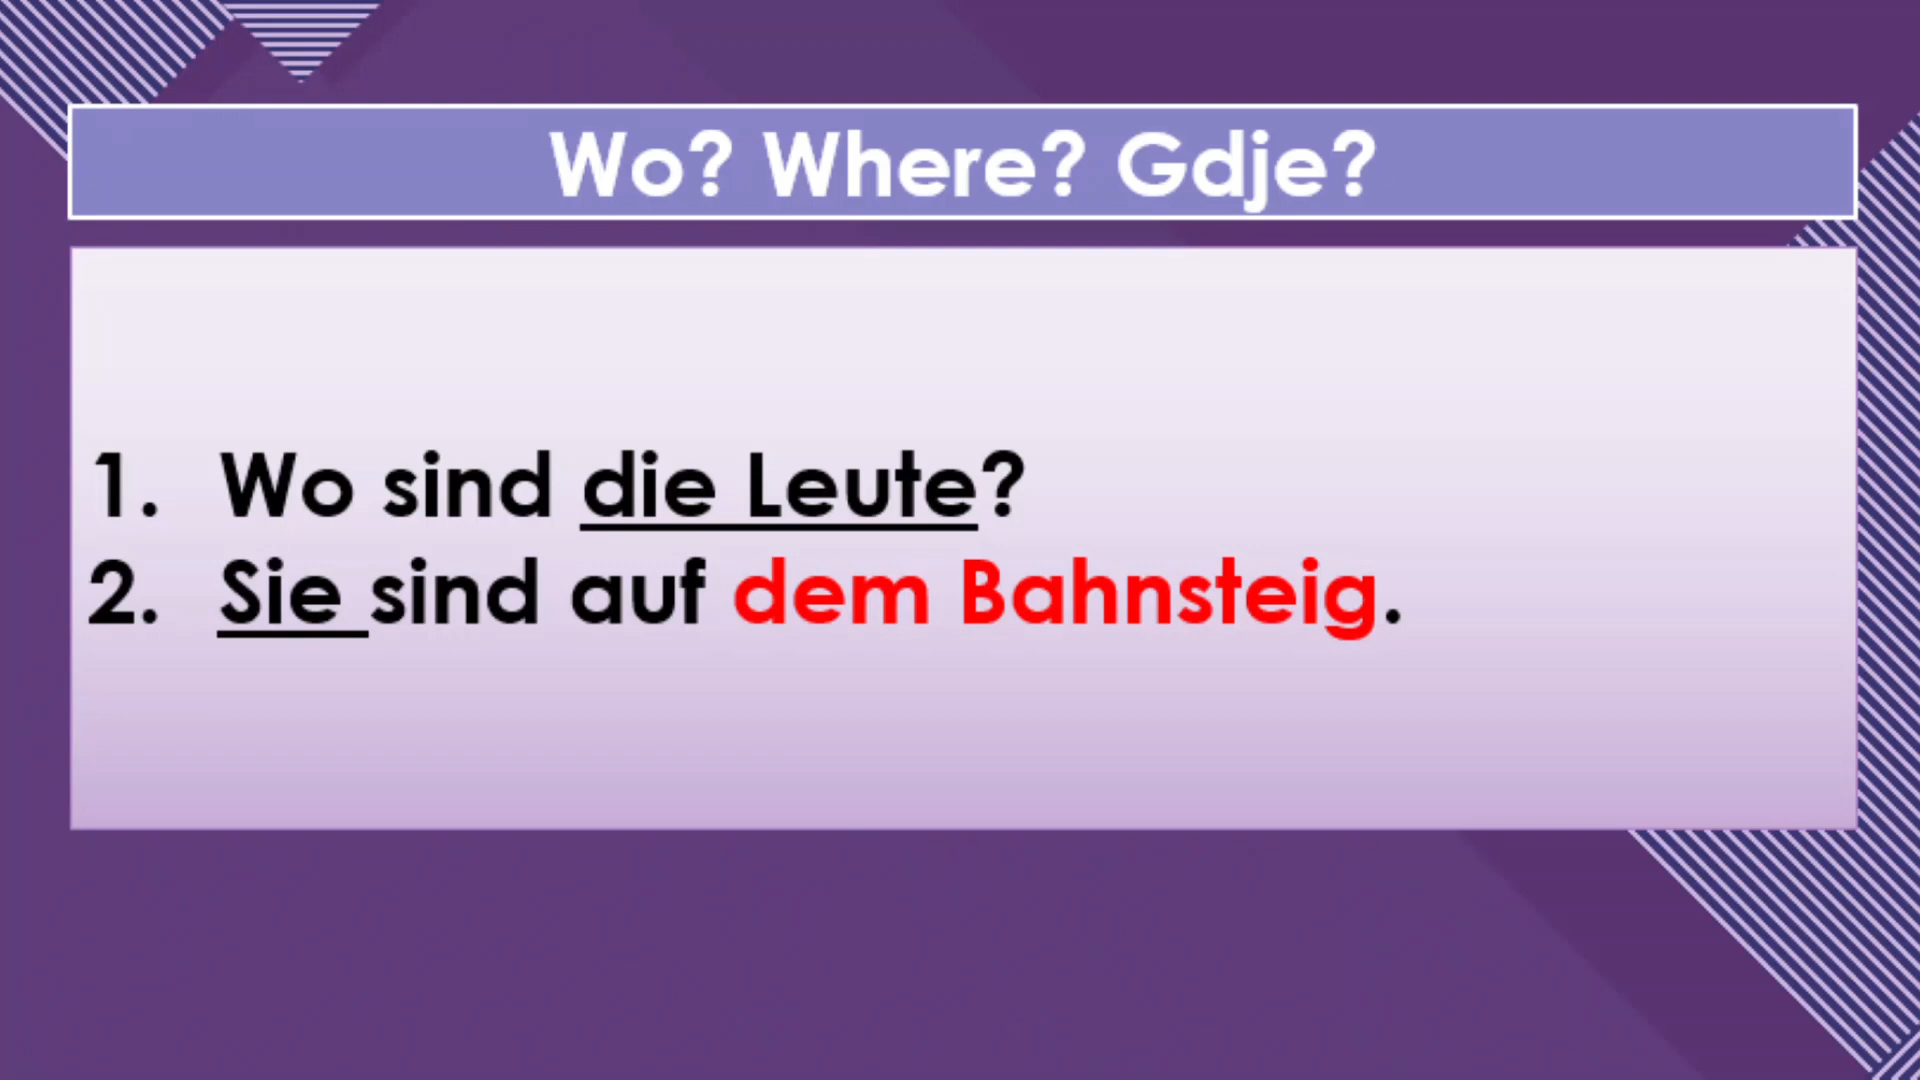 Wo? Where? Gdje?
1. Wo sind die Leute?
2. Sie sind auf dem Bahnsteig.